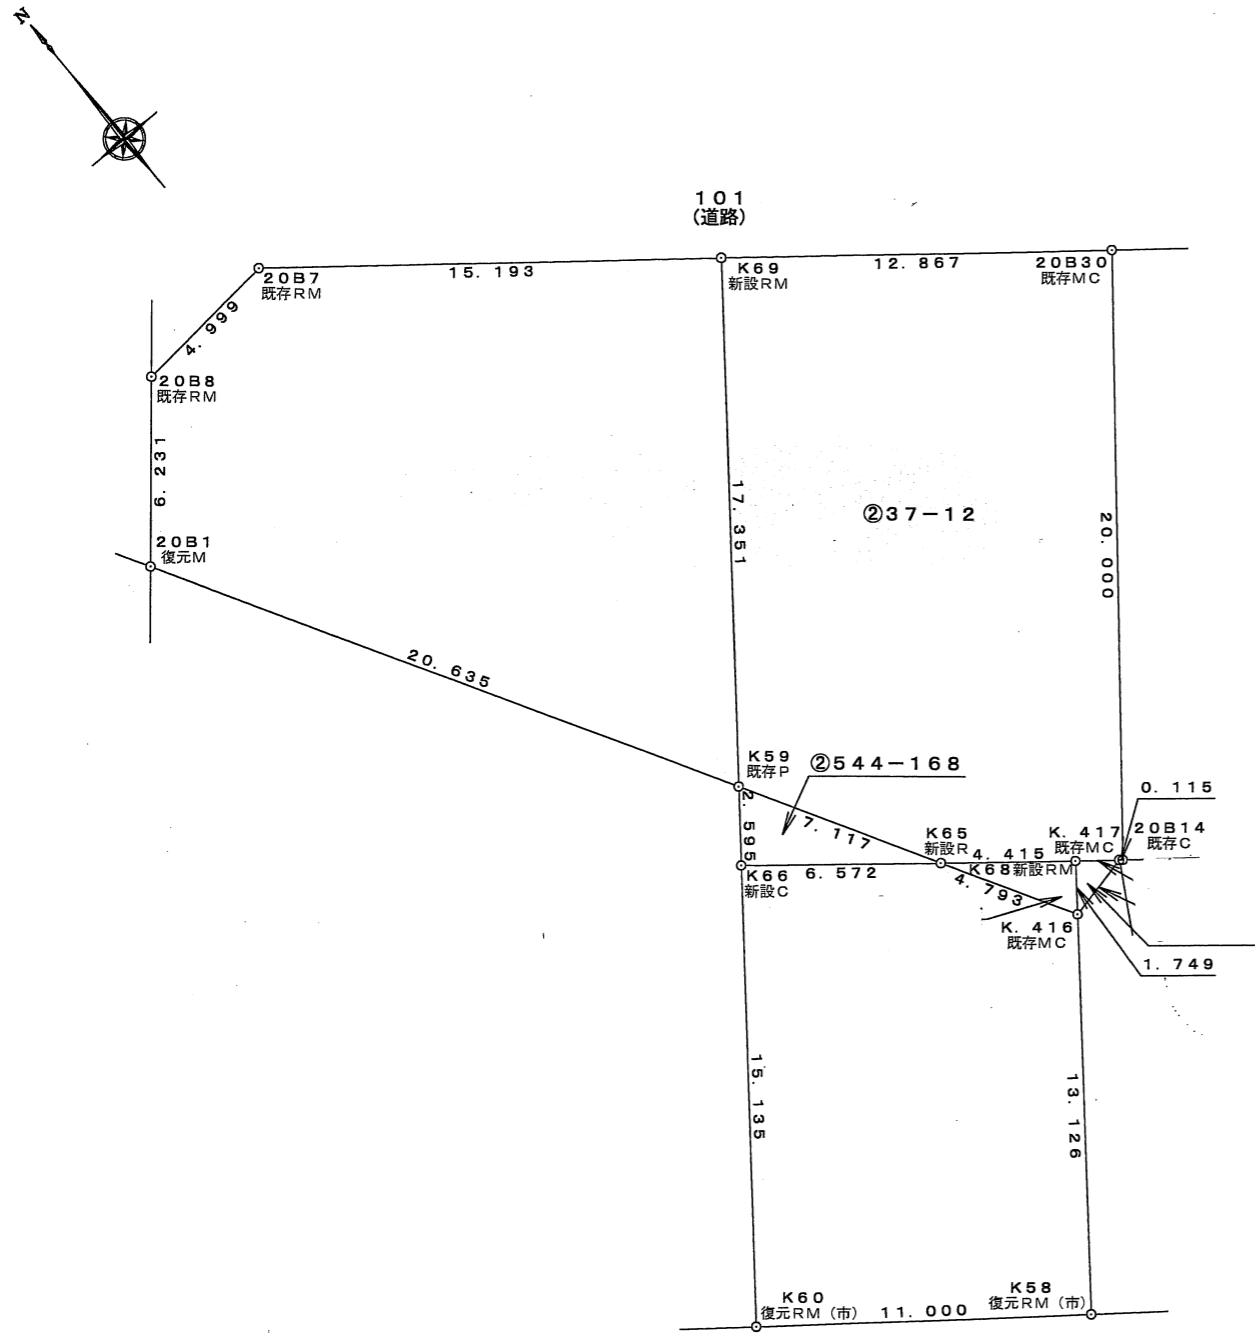 N
101
(道路)
20B7
既存RM
15.193
K69
新設RM
12.867
20B30
既存MC
4.999
20B8
既存RM
6.231
20B1
復元M
17.351
②37-12
20.000
20.635
K59
既存P
②544-168
2.595
7.117
K65
新設R
4.415
K.417
既存MC
0.115
20B14
既存C
K66
新設C
6.572
K68新設RM
4.793
K.416
既存MC
1.749
15.135
13.126
K60
復元RM(市)
11.000
K58
復元RM(市)